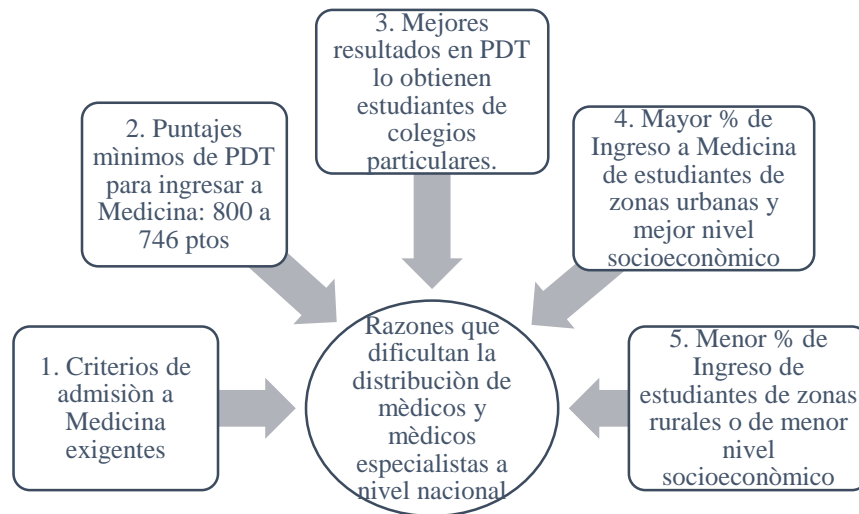 1. Criterios de
admisiòn a
Medicina
exigentes
2. Puntajes
mìnimos de PDT
para ingresar a
Medicina: 800 a
746 ptos
3. Mejores
resultados en PDT
lo obtienen
estudiantes de
colegios
particulares.
4. Mayor % de
Ingreso a Medicina
de estudiantes de
zonas urbanas y
mejor nivel
socioeconòmico
5. Menor % de
Ingreso de
estudiantes de zonas
rurales o de menor
nivel
socioeconòmico
Razones que
dificultan la
distribuciòn de
mèdicos y
mèdicos
especialistas a
nivel nacional